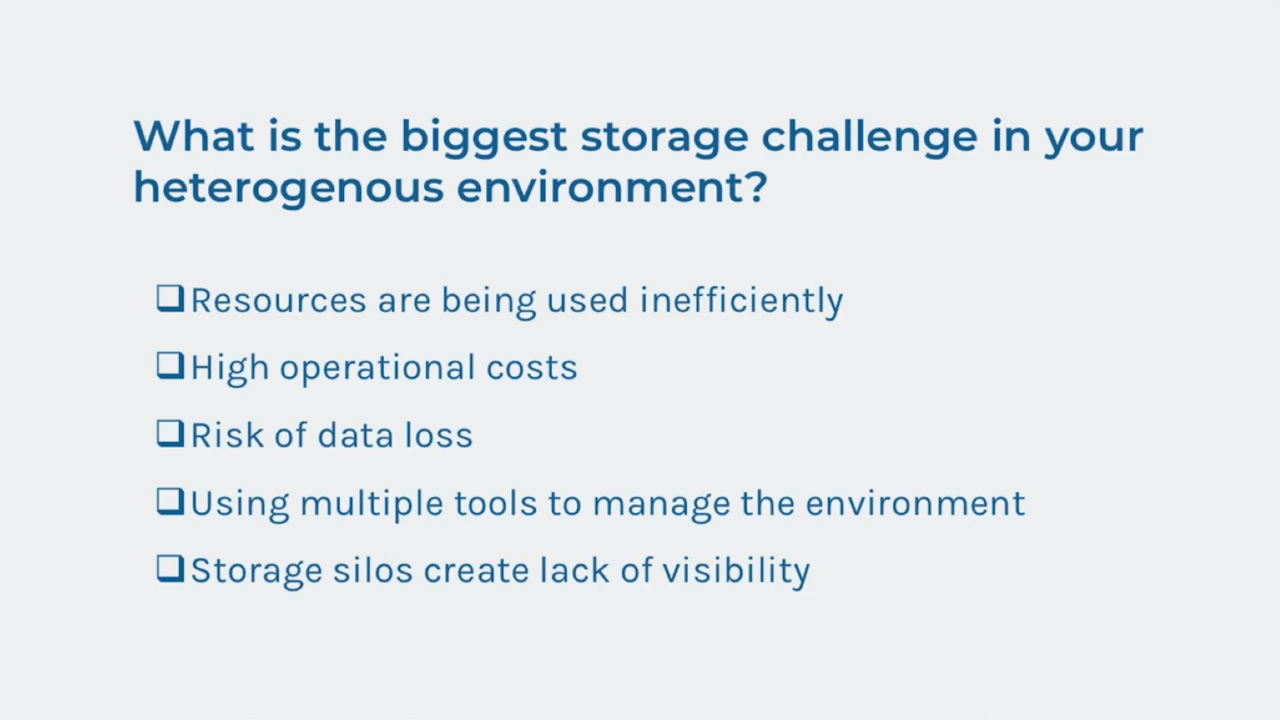 What is the biggest storage challenge in your
heterogenous environment?
❑Resources are being used inefficiently
❑High operational costs
❑Risk of data loss
❑Using multiple tools to manage the environment
❑Storage silos create lack of visibility